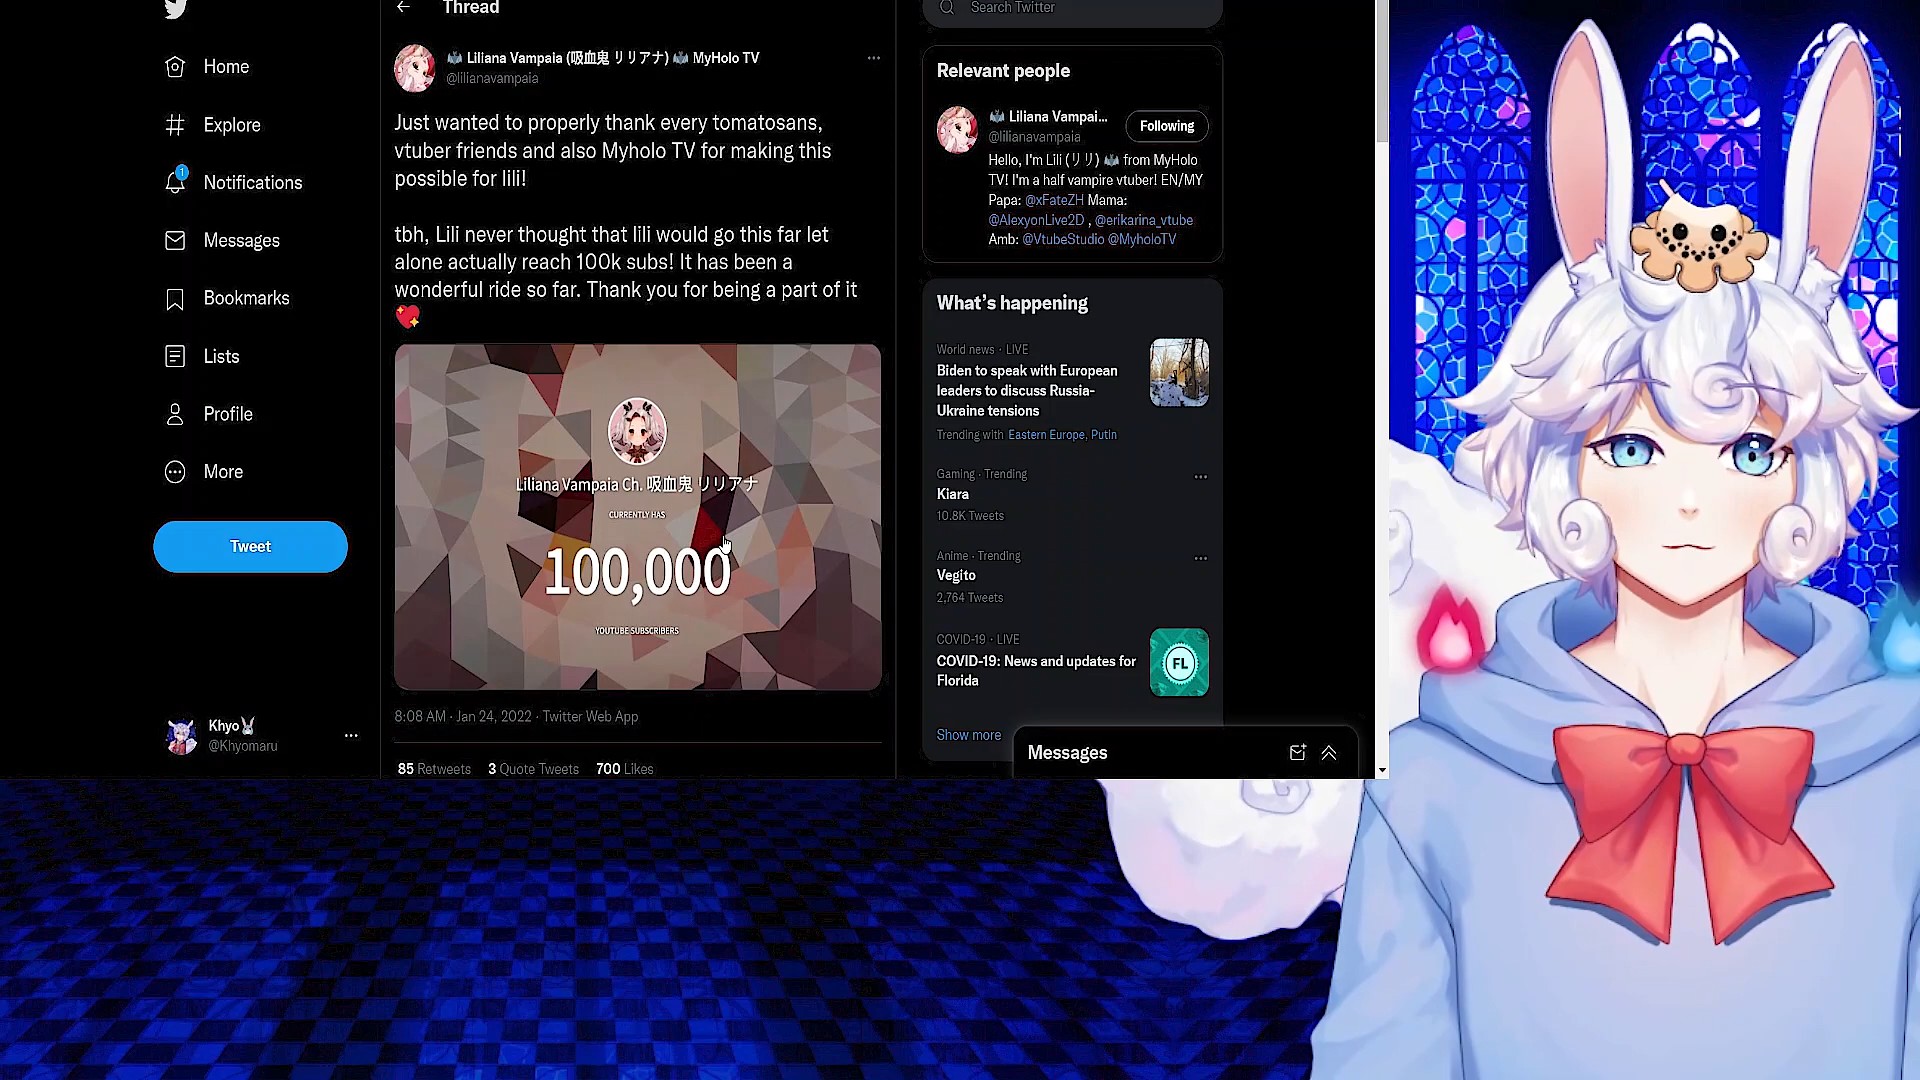 Home
Explore
1
Notifications
Messages
Bookmarks
Lists
Profile
More
Tweet
Khyo🐰
@Khyomaru
Thread
🦇 Liliana Vampaia (吸血鬼 リリアナ) 🦇 MyHolo TV
@lilianavampaia
Just wanted to properly thank every tomatosans,
vtuber friends and also Myholo TV for making this
possible for lili!
tbh, Lili never thought that lili would go this far let
alone actually reach 100k subs! It has been a
wonderful ride so far. Thank you for being a part of it
💖
Liliana Vampaia Ch. 吸血鬼 リリアナ
CURRENTLY HAS
100,000
YOUTUBE SUBSCRIBERS
8:08 AM · Jan 24, 2022 · Twitter Web App
85 Retweets 3 Quote Tweets 700 Likes
Search Twitter
Relevant people
🦇 Liliana Vampai...
@lilianavampaia
Following
Hello, I'm Lili (リリ) 🦇 from MyHolo
TV! I'm a half vampire vtuber! EN/MY
Papa: @xFateZH Mama:
@AlexyonLive2D , @erikarina_vtube
Amb: @VtubeStudio @MyholoTV
What's happening
World news · LIVE
Biden to speak with European
leaders to discuss Russia-
Ukraine tensions
Trending with Eastern Europe, Putin
Gaming · Trending
Kiara
10.8K Tweets
Anime · Trending
Vegito
2,764 Tweets
COVID-19 · LIVE
COVID-19: News and updates for
Florida
FL
Show more
Messages